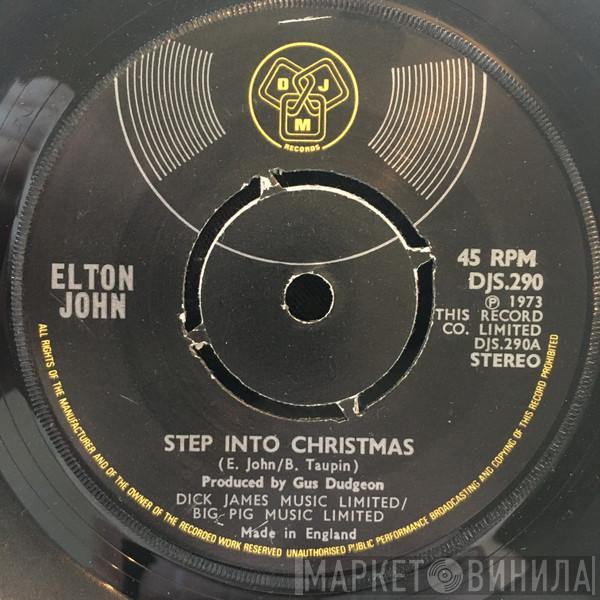 D J
M
RECORDS
ELTON
JOHN
45 RPM
DJS.290
Ⓟ 1973
THIS RECORD
CO. LIMITED
DJS.290A
STEREO
STEP INTO CHRISTMAS
(E. John/B. Taupin)
Produced by Gus Dudgeon
DICK JAMES MUSIC LIMITED/
BIG PIG MUSIC LIMITED
Made in England
ALL RIGHTS OF THE MANUFACTURER AND OF THE OWNER OF THE RECORDED WORK RESERVED UNAUTHORISED PUBLIC PERFORMANCE BROADCASTING AND COPYING OF THIS RECORD PROHIBITED
МАРКЕТ ВИНИЛА